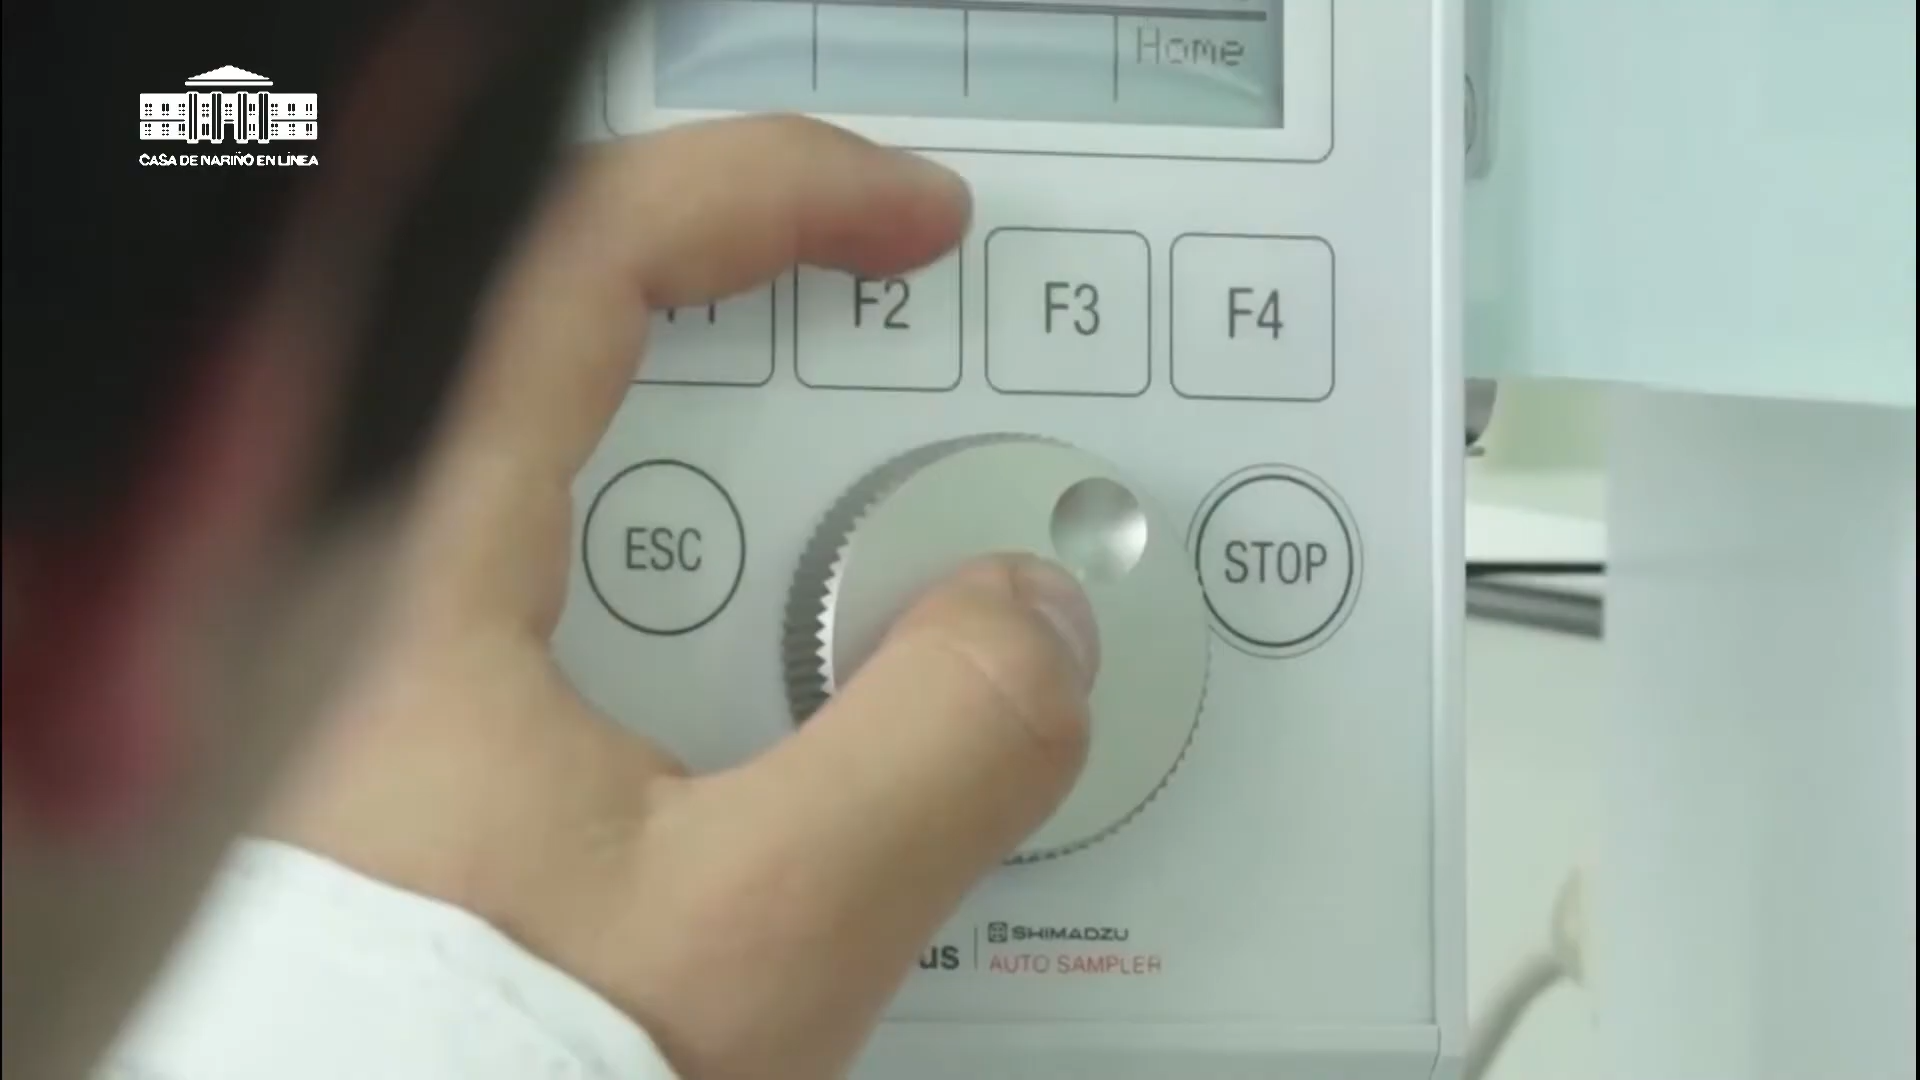 Home
CASA DE NARIÑO EN LÍNEA
F2
F3
F4
ESC
STOP
SHIMADZU
AUTO SAMPLER